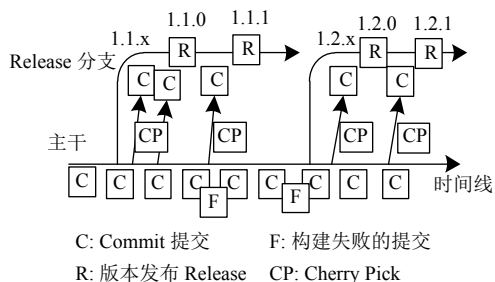 1.1.0 1.1.1 1.2.0 1.2.1
1.1.x 1.2.x
R R R R
Release 分支
C C C C C
CP CP CP CP
主干
C C C C C C C C C
时间线
F F
C: Commit 提交 F: 构建失败的提交
R: 版本发布 Release CP: Cherry Pick